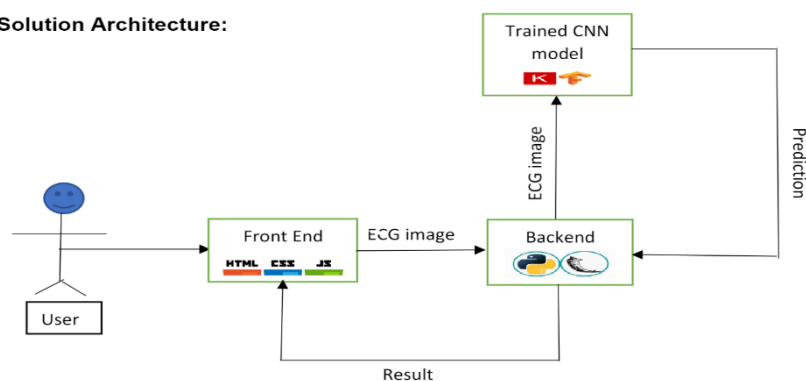 Solution Architecture:
Trained CNN
model
K
ECG image
Prediction
Front End
HTML CSS JS
ECG image
Backend
User
Result